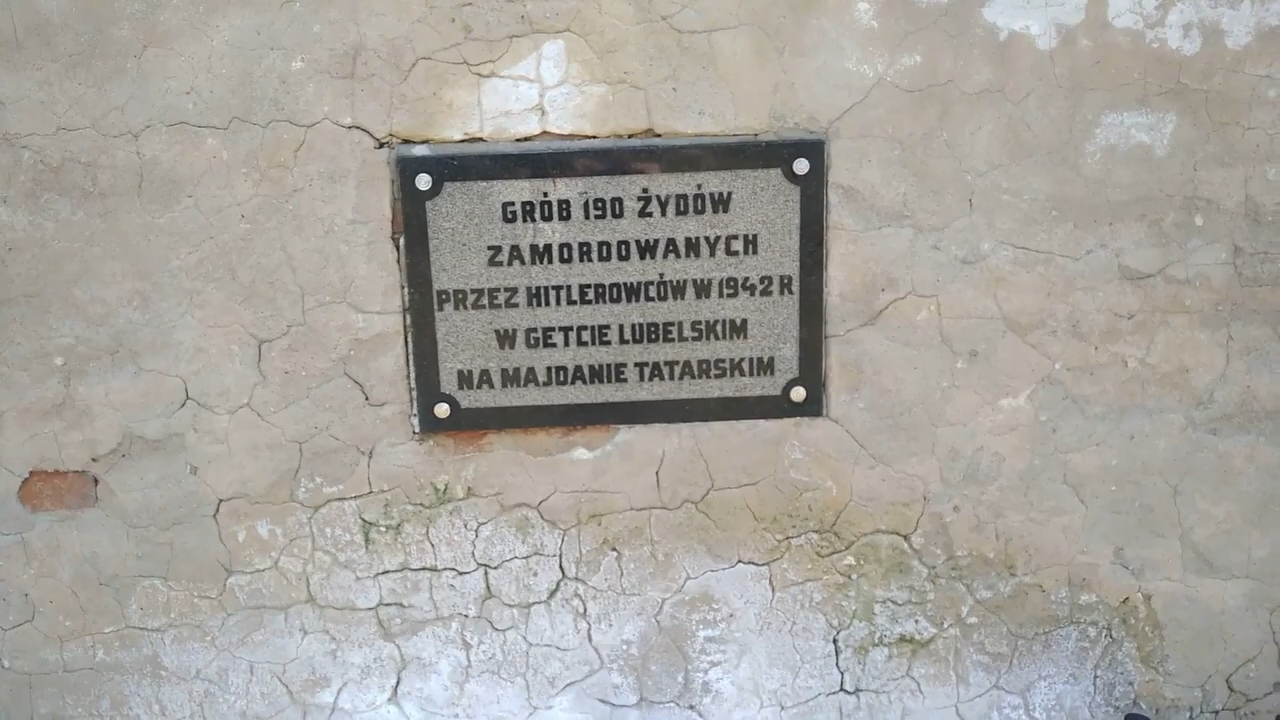 GRÓB 190 ŻYDÓW
ZAMORDOWANYCH
PRZEZ HITLEROWCÓW W 1942 R
W GETCIE LUBELSKIM
NA MAJDANIE TATARSKIM